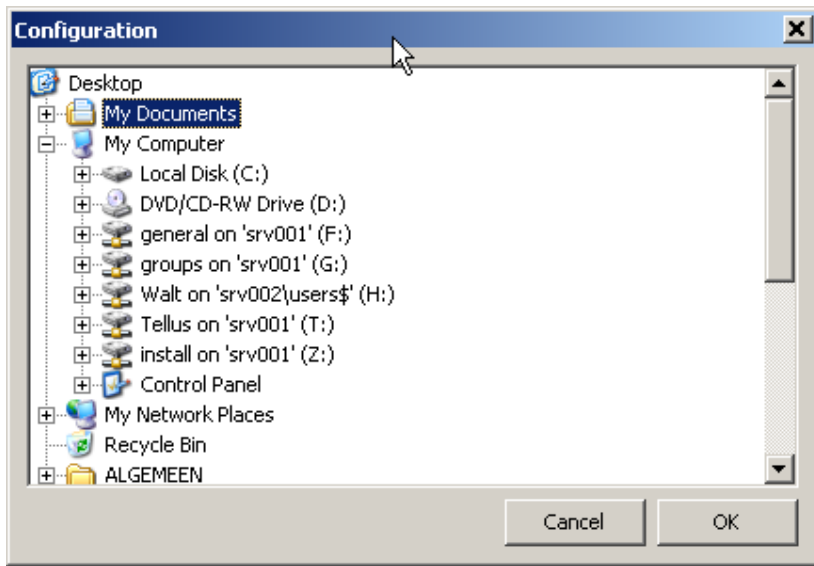 Configuration
Desktop
My Documents
My Computer
Local Disk (C:)
DVD/CD-RW Drive (D:)
general on 'srv001' (F:)
groups on 'srv001' (G:)
Walt on 'srv002\users$' (H:)
Tellus on 'srv001' (T:)
install on 'srv001' (Z:)
Control Panel
My Network Places
Recycle Bin
ALGEMEEN
Cancel OK